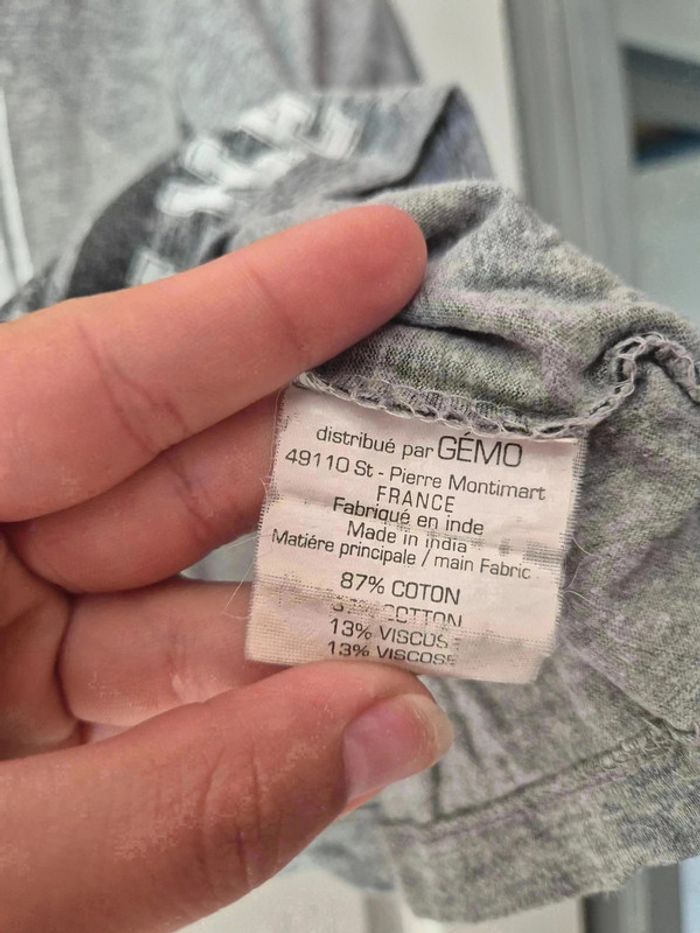 distribué par GÉMO
49110 St - Pierre Montimart
FRANCE
Fabriqué en inde
Made in india
Matiére principale / main Fabric
87% COTON
COTTON
13% VISCOSE
13% VISCOSE